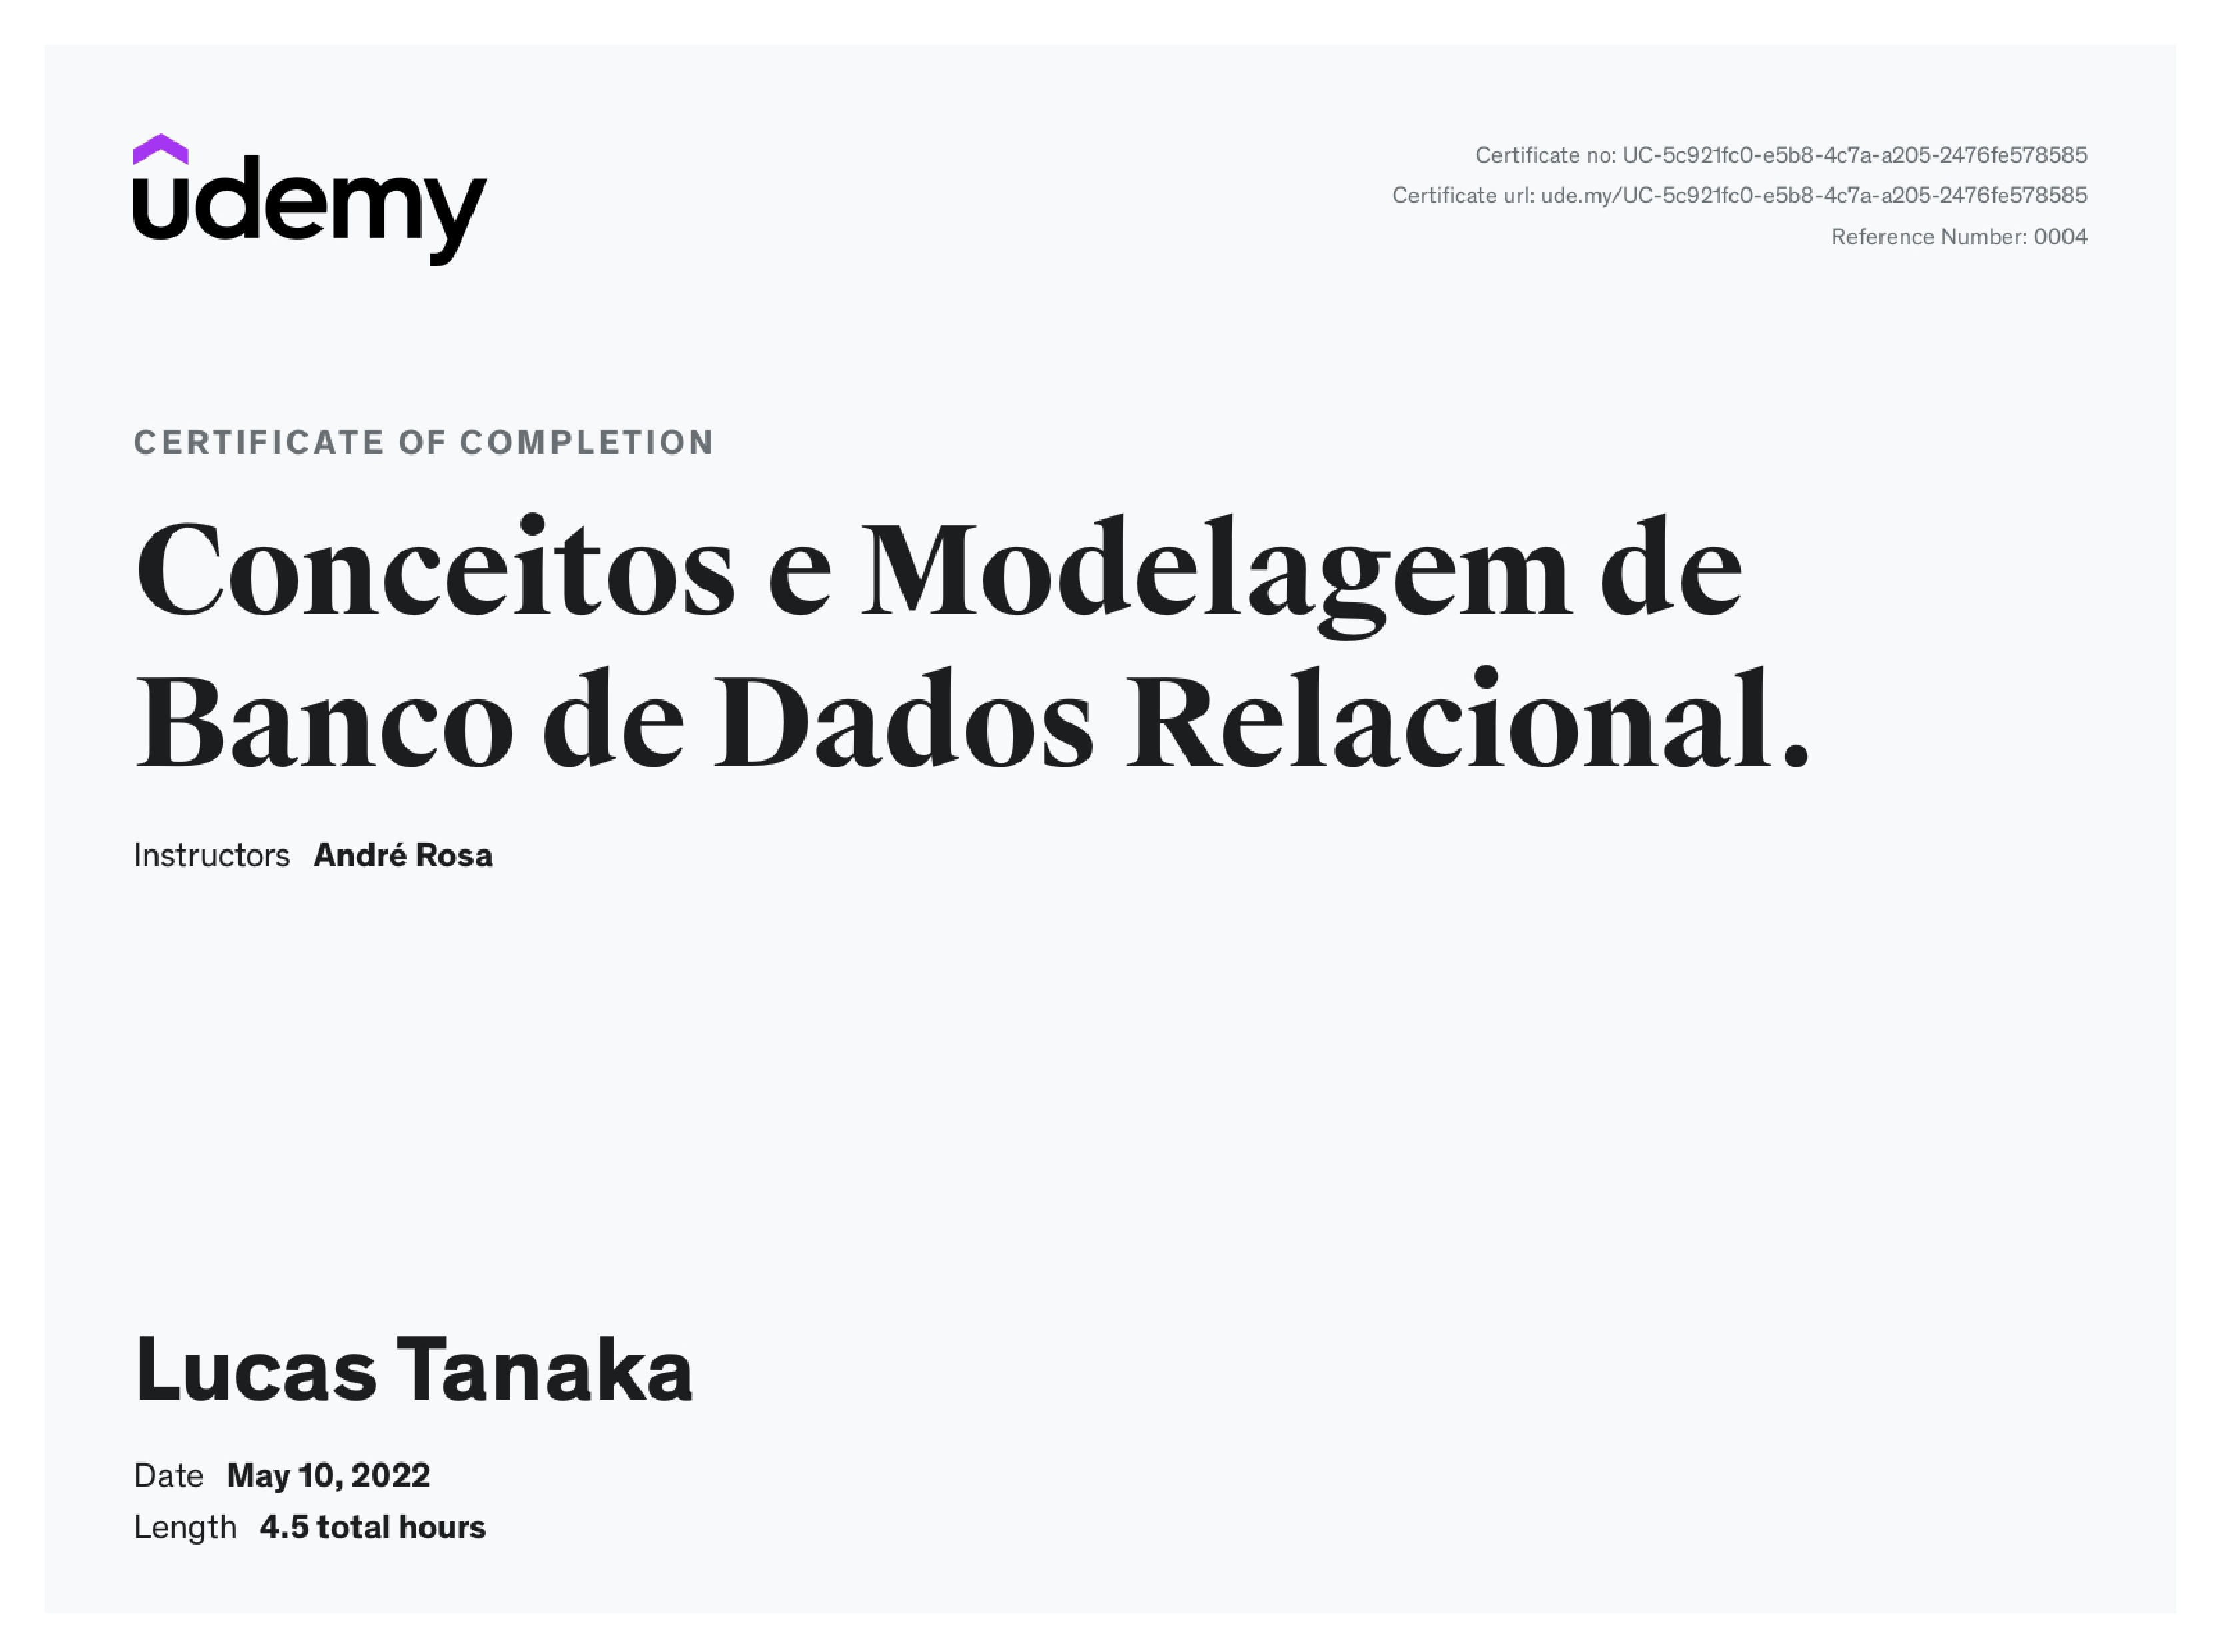 udemy
Certificate no: UC-5c921fc0-e5b8-4c7a-a205-2476fe578585
Certificate url: ude.my/UC-5c921fc0-e5b8-4c7a-a205-2476fe578585
Reference Number: 0004
CERTIFICATE OF COMPLETION
Conceitos e Modelagem de
Banco de Dados Relacional.
Instructors André Rosa
Lucas Tanaka
Date May 10, 2022
Length 4.5 total hours